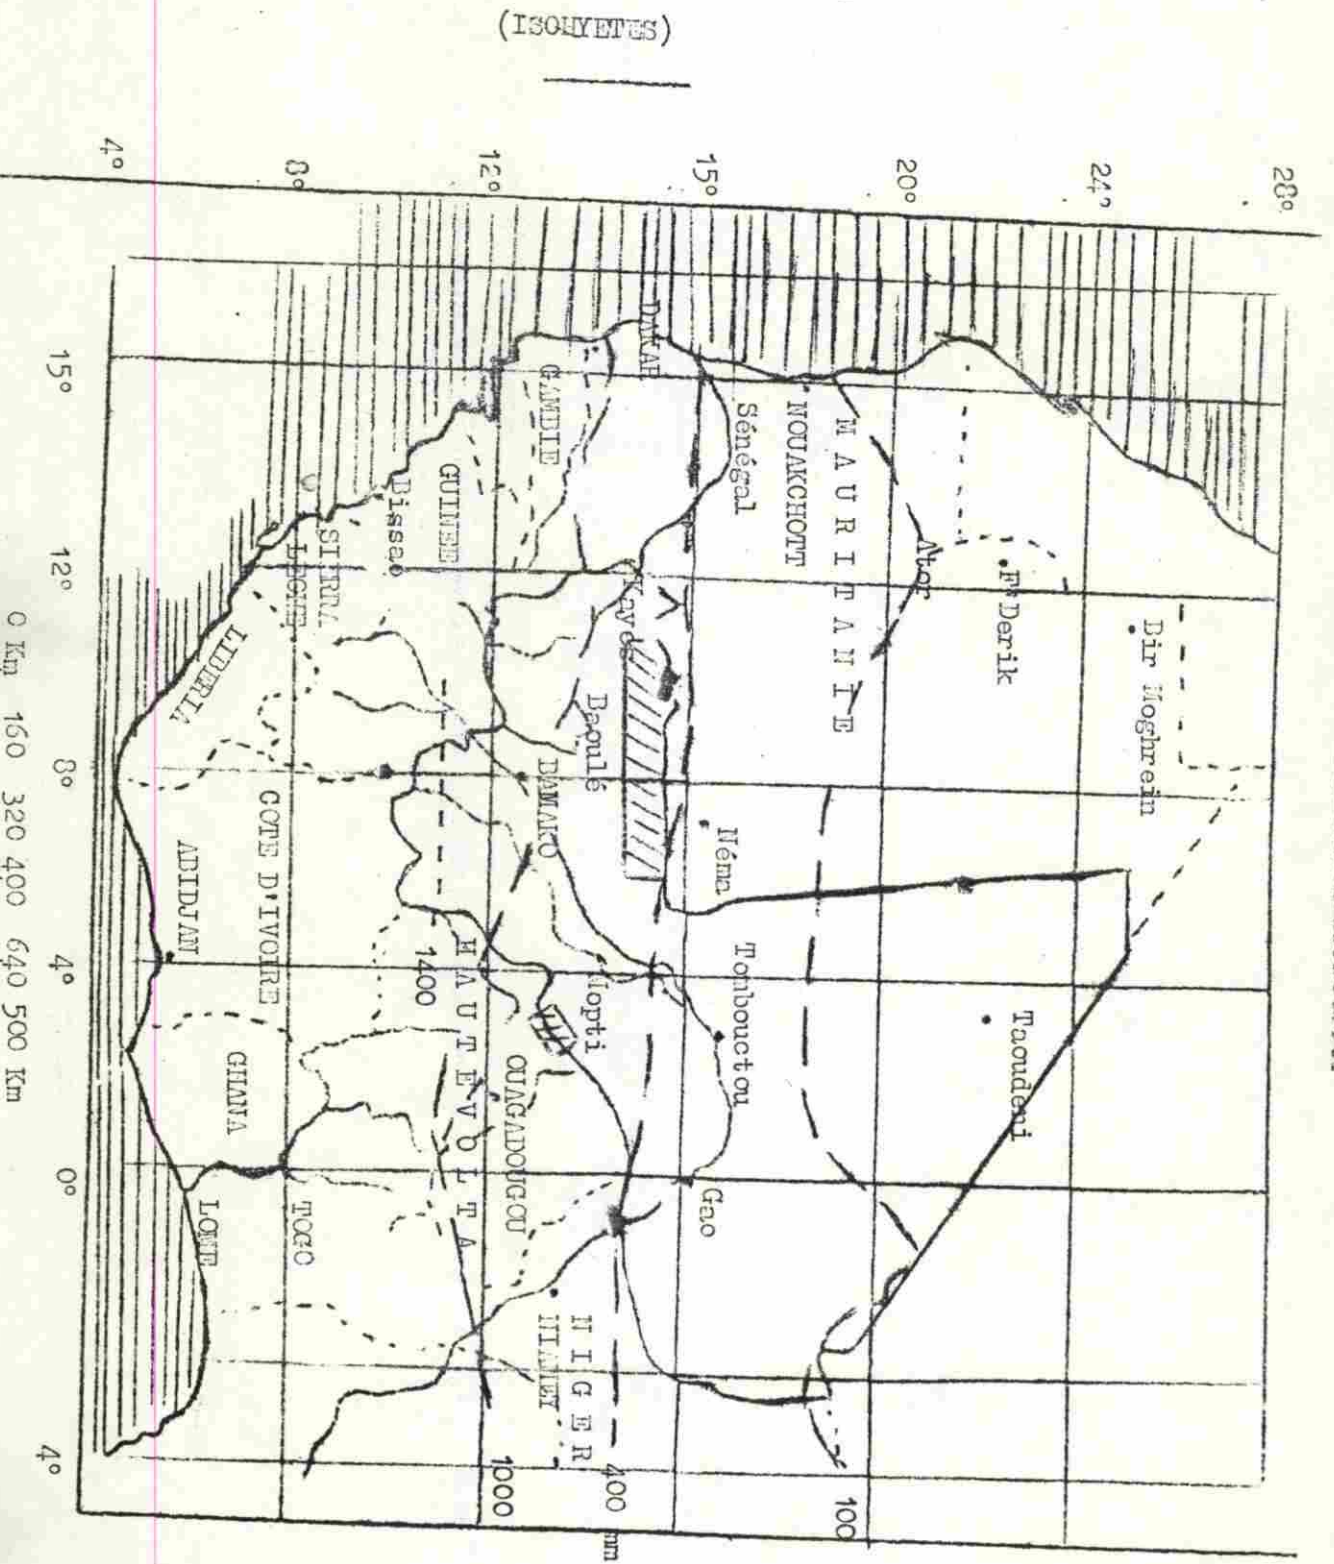 (ISOHYETES)
28°
24°
20°
15°
12°
8°
4°
Bir Moghrein
F'Derik
Ator
Taoudeni
MAURITANIE
NOUAKCHOTT
Sénégal
Néma
Tombouctou
Gao
100
DAKAR
Kayes
400 mm
GAMBIE
Baoulé
BAMAKO
Mopti
NIGER
NIAMEY
OUAGADOUGOU
1000
GUINEE
Bissao
HAUTE VOLTA
1400
SIERRA
LEONE
LIBERIA
COTE D'IVOIRE
ABIDJAN
GHANA
TOGO
LOME
15°
12°
8°
4°
0°
4°
0 Km 160 320 400 640 500 Km